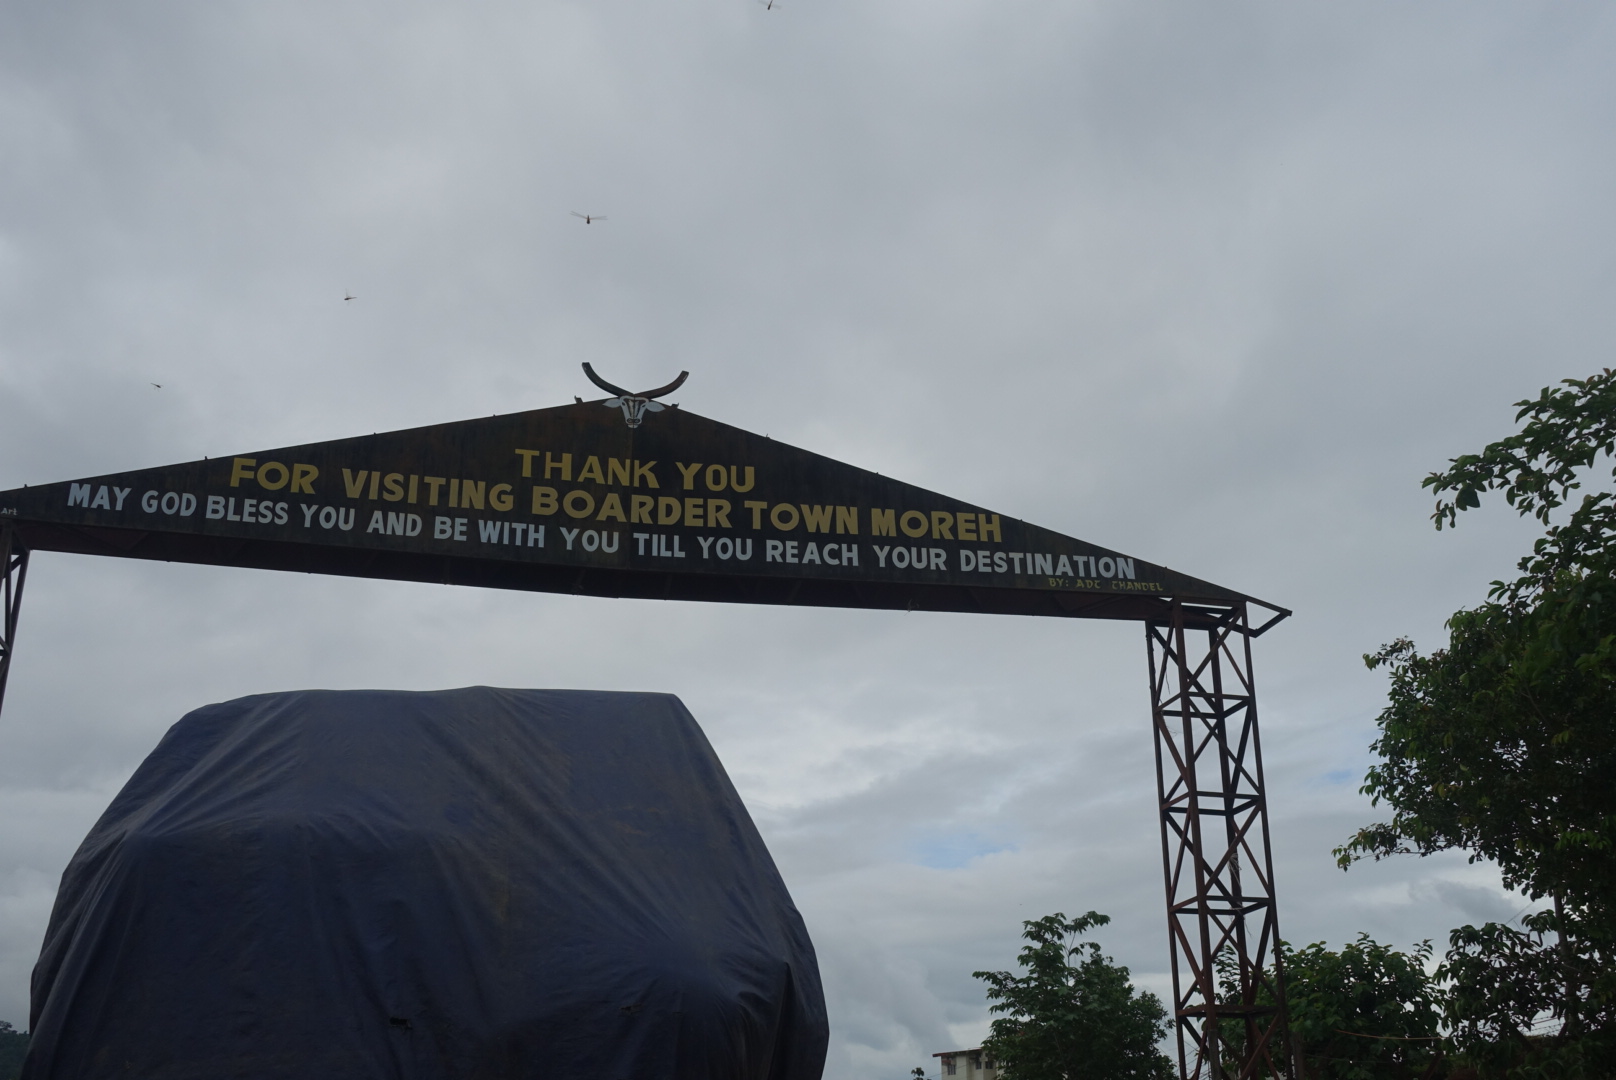 THANK YOU
FOR VISITING BOARDER TOWN MOREH
MAY GOD BLESS YOU AND BE WITH YOU TILL YOU REACH YOUR DESTINATION
BY: ADC CHANDEL
Art